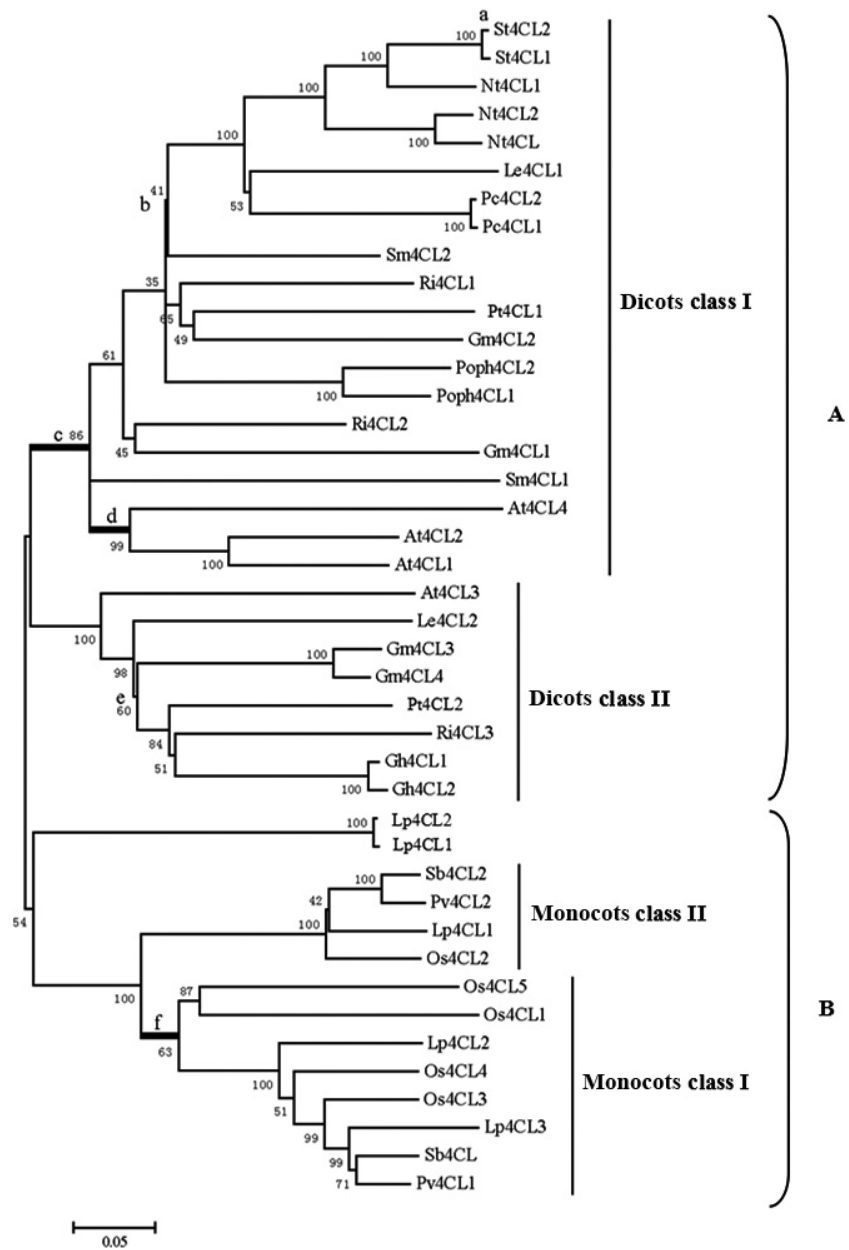 a
100
St4CL2
St4CL1
100
Nt4CL1
100
Nt4CL2
100
Nt4CL
100
Le4CL1
53
Pc4CL2
100
Pc4CL1
41
b
Sm4CL2
35
Ri4CL1
65
Pt4CL1
49
Gm4CL2
Dicots class I
Poph4CL2
100
Poph4CL1
61
Ri4CL2
45
Gm4CL1
A
c 86
Sm4CL1
d
At4CL4
99
At4CL2
100
At4CL1
At4CL3
100
Le4CL2
98
100
Gm4CL3
Gm4CL4
e
60
Pt4CL2
Dicots class II
84
Ri4CL3
51
Gh4CL1
100
Gh4CL2
100
Lp4CL2
Lp4CL1
54
100
Sb4CL2
42
Pv4CL2
100
Lp4CL1
Monocots class II
Os4CL2
100
87
Os4CL5
Os4CL1
B
f
63
Lp4CL2
100
Os4CL4
51
Os4CL3
Monocots class I
99
Lp4CL3
99
Sb4CL
71
Pv4CL1
0.05